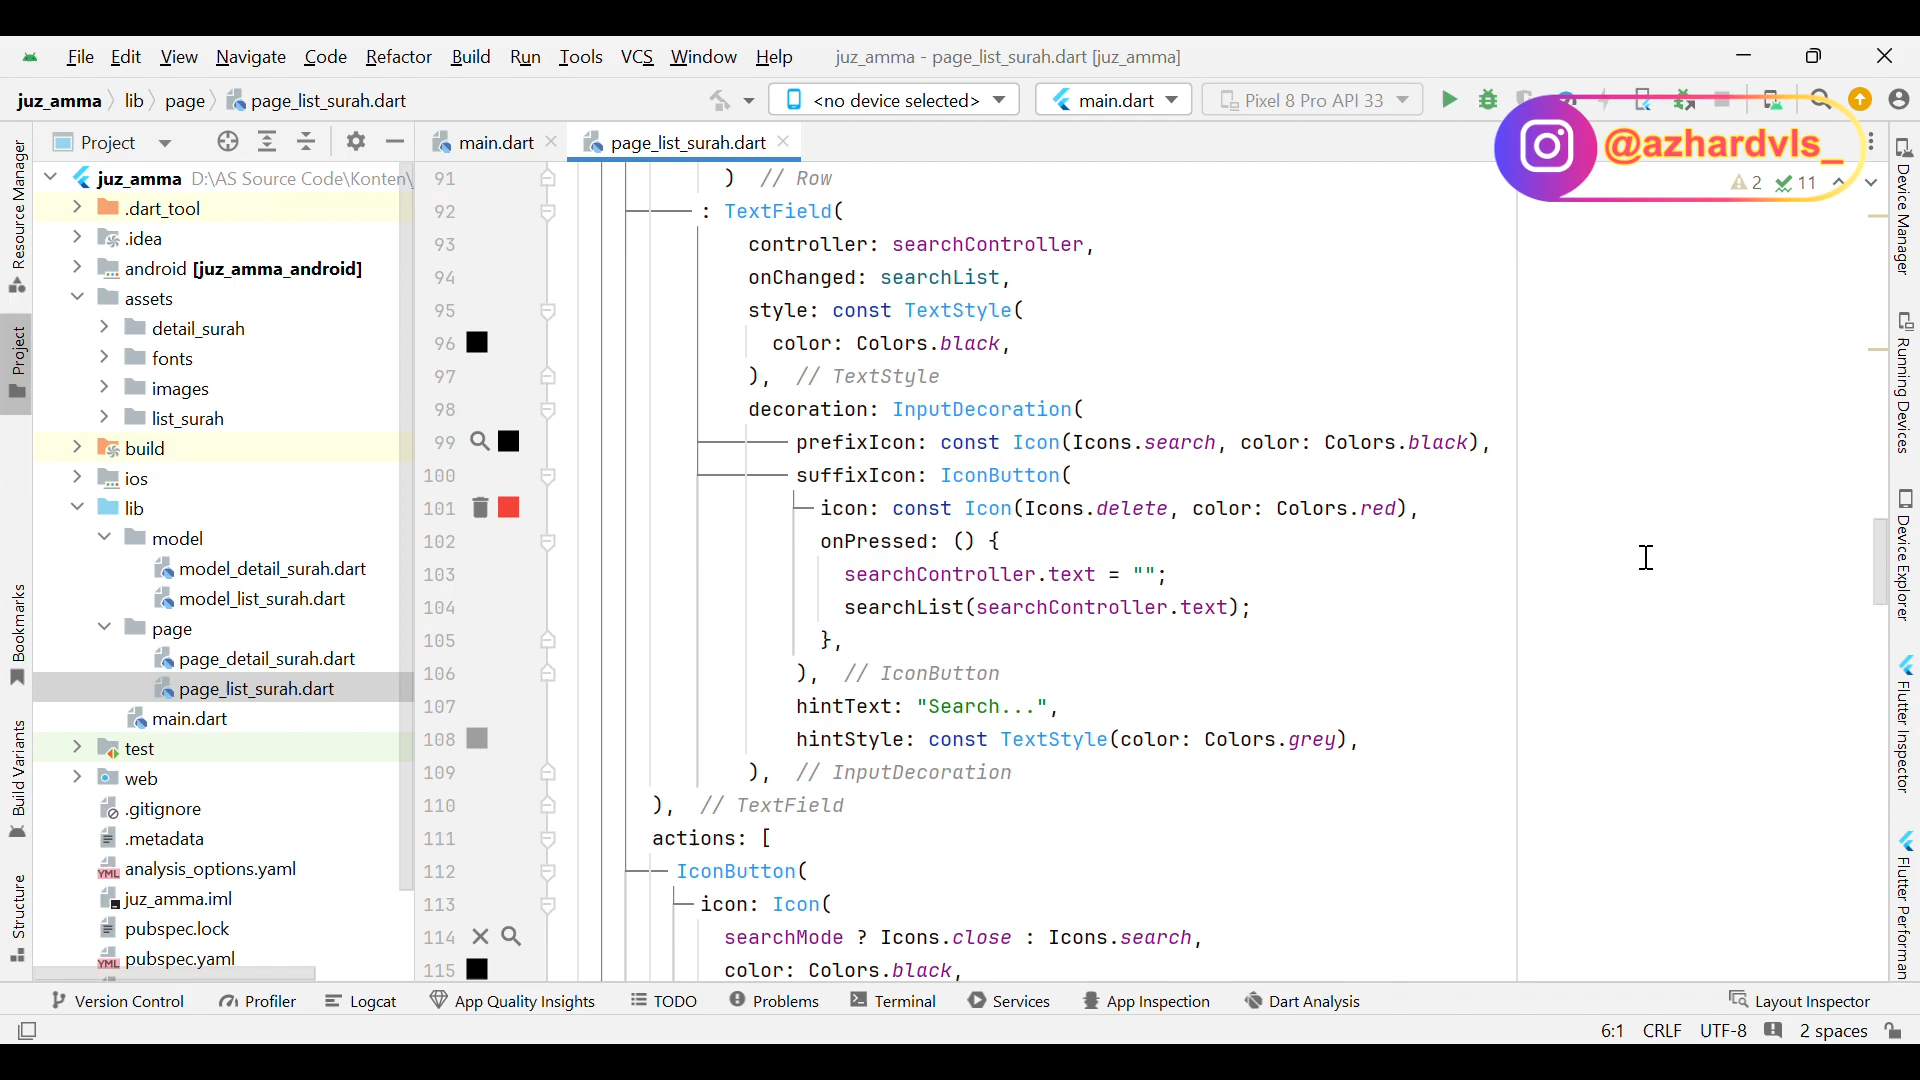 File Edit View Navigate Code Refactor Build Run Tools VCS Window Help juz_amma - page_list_surah.dart [juz_amma]
juz_amma lib page page_list_surah.dart <no device selected> main.dart Pixel 8 Pro API 33
Project main.dart page_list_surah.dart
@azhardvls_
2 11
juz_amma D:\AS Source Code\Konten\
.dart_tool
.idea
android [juz_amma_android]
assets
detail_surah
fonts
images
list_surah
build
ios
lib
model
model_detail_surah.dart
model_list_surah.dart
page
page_detail_surah.dart
page_list_surah.dart
main.dart
test
web
.gitignore
.metadata
analysis_options.yaml
juz_amma.iml
pubspec.lock
pubspec.yaml
91 ) // Row
92 : TextField(
93 controller: searchController,
94 onChanged: searchList,
95 style: const TextStyle(
96 color: Colors.black,
97 ), // TextStyle
98 decoration: InputDecoration(
99 prefixIcon: const Icon(Icons.search, color: Colors.black),
100 suffixIcon: IconButton(
101 icon: const Icon(Icons.delete, color: Colors.red),
102 onPressed: () {
103 searchController.text = "";
104 searchList(searchController.text);
105 },
106 ), // IconButton
107 hintText: "Search...",
108 hintStyle: const TextStyle(color: Colors.grey),
109 ), // InputDecoration
110 ), // TextField
111 actions: [
112 IconButton(
113 icon: Icon(
114 searchMode ? Icons.close : Icons.search,
115 color: Colors.black,
Resource Manager
Project
Bookmarks
Build Variants
Structure
Device Manager
Running Devices
Device Explorer
Flutter Inspector
Flutter Performan
Version Control Profiler Logcat App Quality Insights TODO Problems Terminal Services App Inspection Dart Analysis Layout Inspector
6:1 CRLF UTF-8 2 spaces